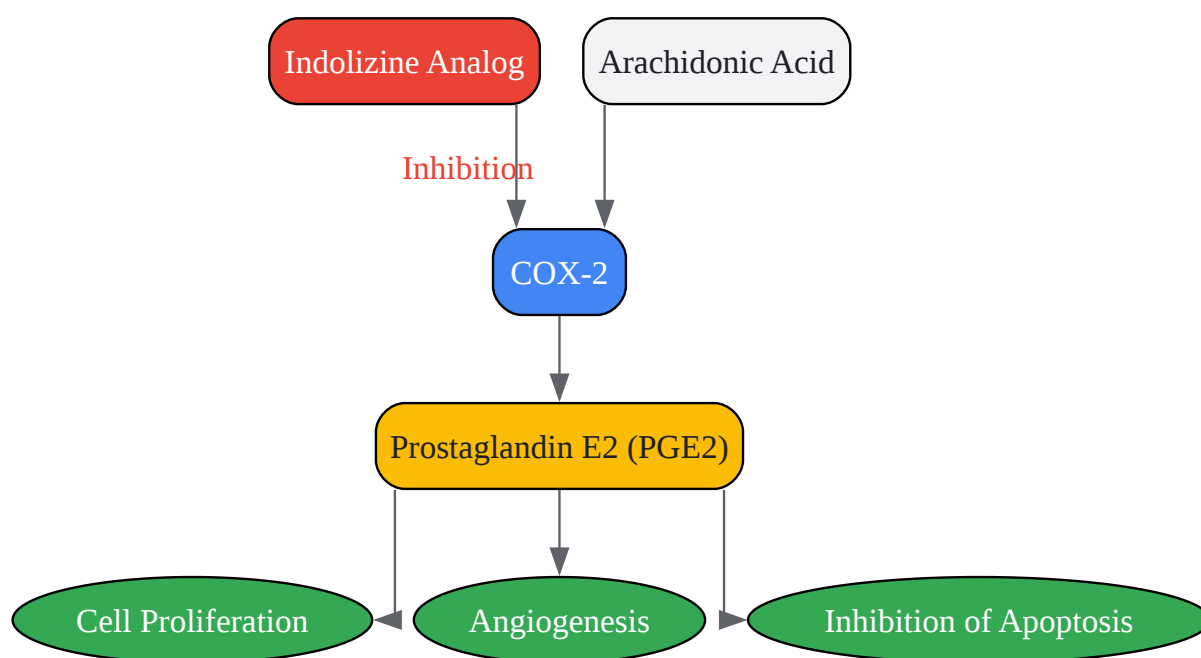 Indolizine Analog
Arachidonic Acid
Inhibition
COX-2
Prostaglandin E2 (PGE2)
Cell Proliferation
Angiogenesis
Inhibition of Apoptosis